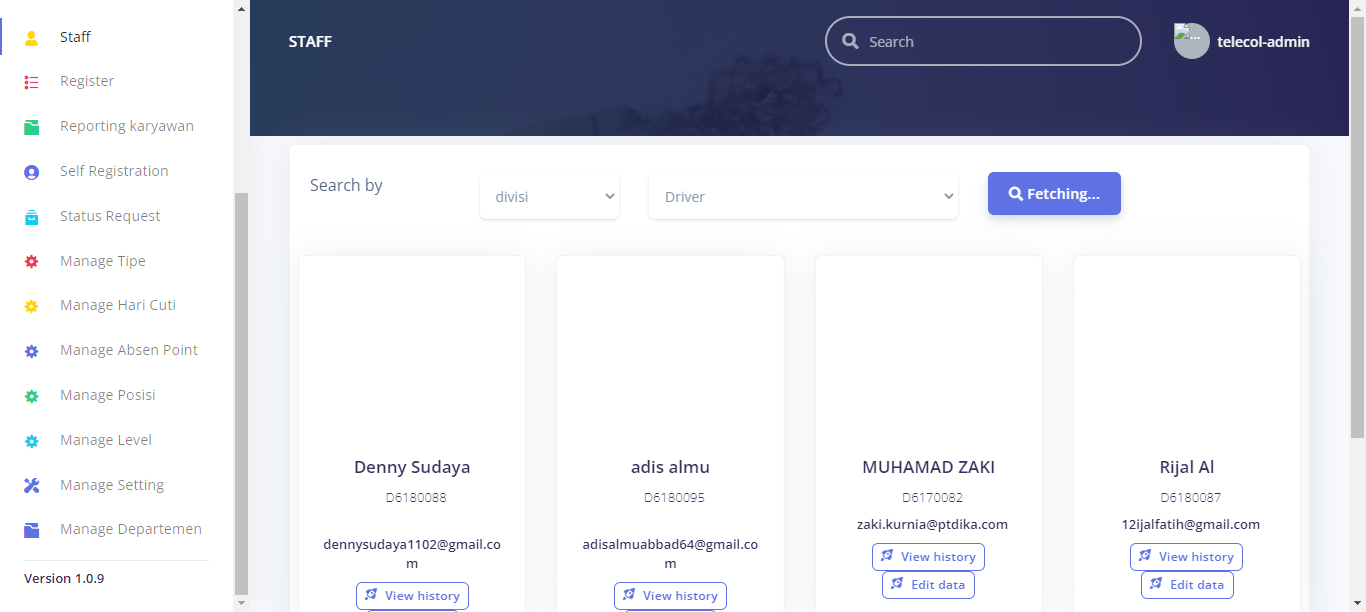 Staff
Register
Reporting karyawan
Self Registration
Status Request
Manage Tipe
Manage Hari Cuti
Manage Absen Point
Manage Posisi
Manage Level
Manage Setting
Manage Departemen
Version 1.0.9
STAFF
Search
...
telecol-admin
Search by
divisi
Driver
Fetching...
Denny Sudaya
D6180088
dennysudaya1102@gmail.co
m
View history
adis almu
D6180095
adisalmuabbad64@gmail.co
m
View history
MUHAMAD ZAKI
D6170082
zaki.kurnia@ptdika.com
View history
Edit data
Rijal Al
D6180087
12ijalfatih@gmail.com
View history
Edit data